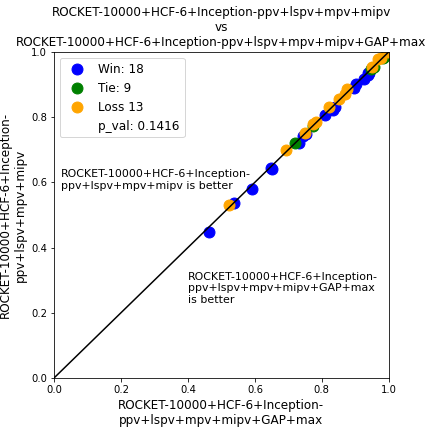 ROCKET-10000+HCF-6+Inception-ppv+lspv+mpv+mipv
vs
ROCKET-10000+HCF-6+Inception-ppv+lspv+mpv+mipv+GAP+max
1.0
0.8
0.6
0.4
0.2
0.0
ROCKET-10000+HCF-6+Inception-
ppv+lspv+mpv+mipv
Win: 18
Tie: 9
Loss 13
p_val: 0.1416
ROCKET-10000+HCF-6+Inception-
ppv+lspv+mpv+mipv is better
ROCKET-10000+HCF-6+Inception-
ppv+lspv+mpv+mipv+GAP+max
is better
0.0 0.2 0.4 0.6 0.8 1.0
ROCKET-10000+HCF-6+Inception-
ppv+lspv+mpv+mipv+GAP+max